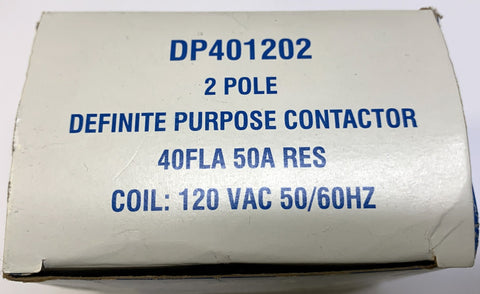 DP401202
2 POLE
DEFINITE PURPOSE CONTACTOR
40FLA 50A RES
COIL: 120 VAC 50/60HZ